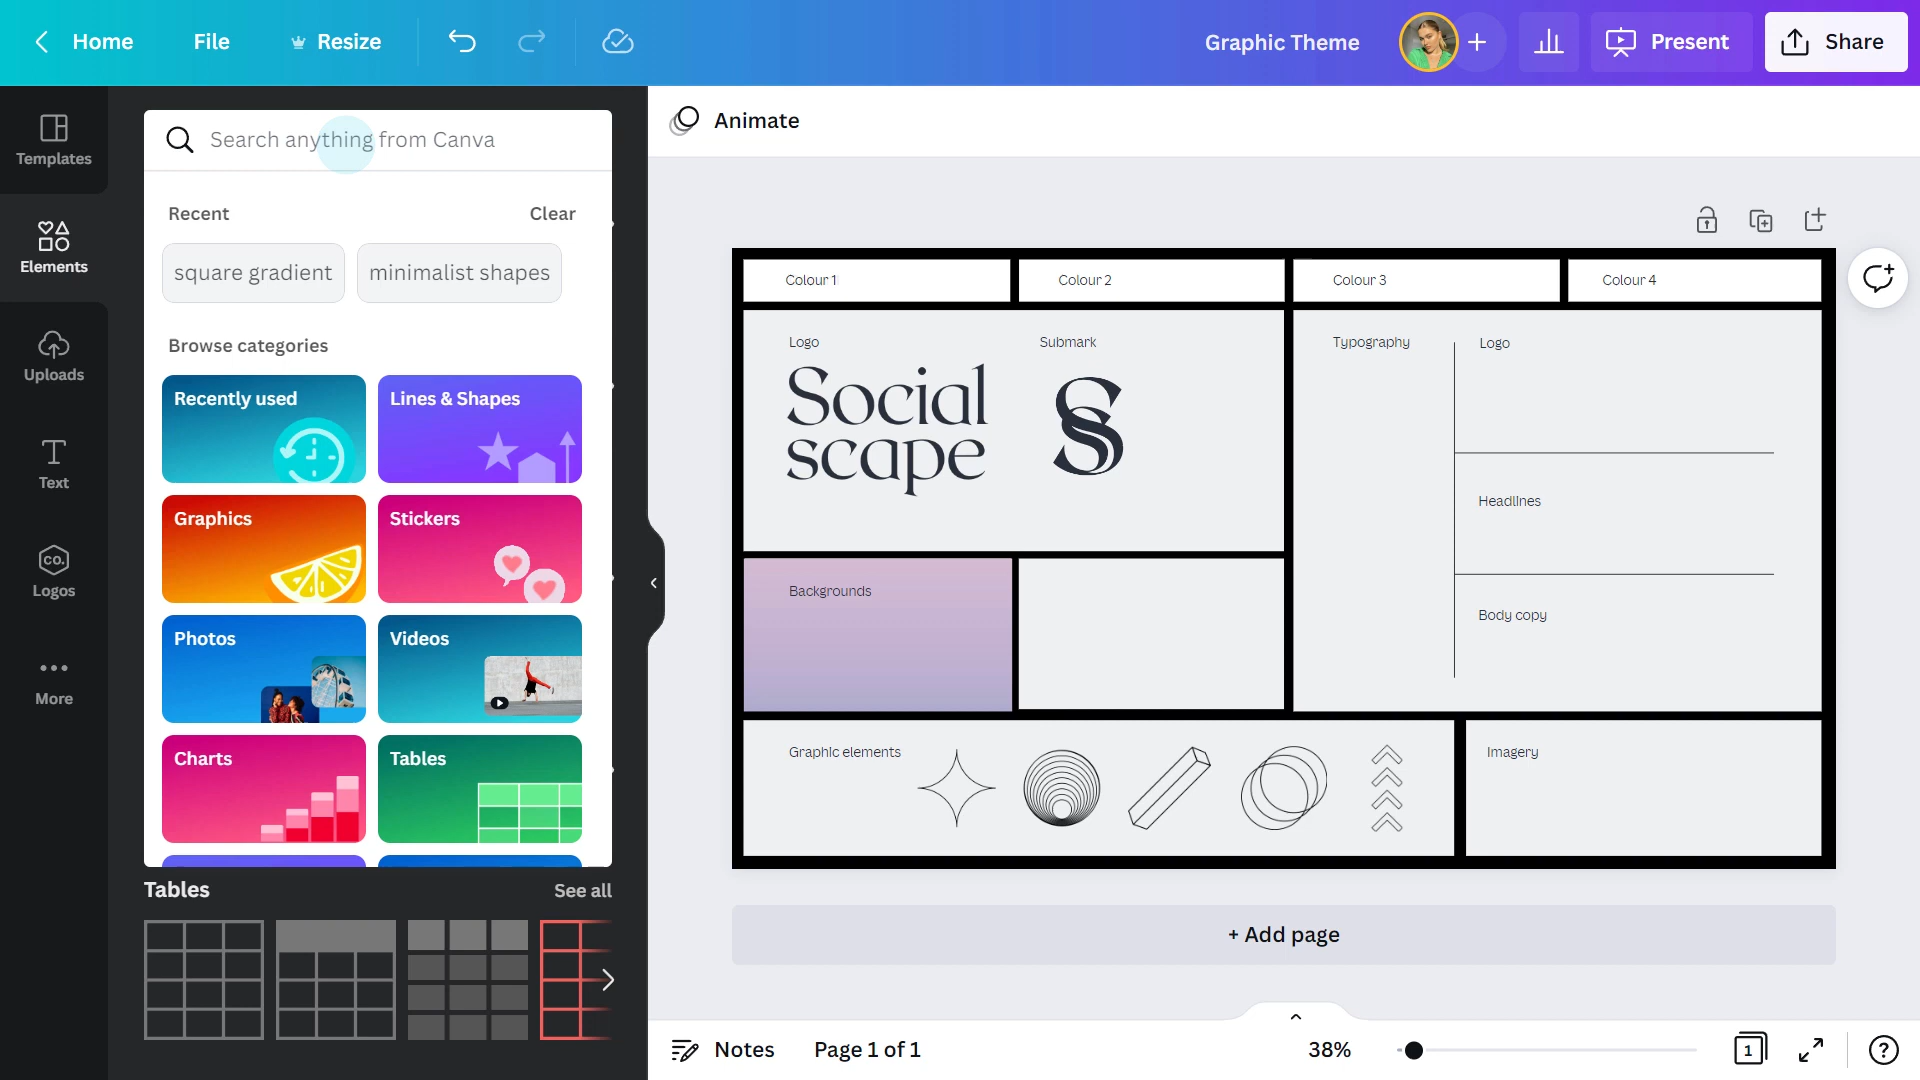 Home
File
Resize
Graphic Theme
Present
Share
Templates
Elements
Uploads
Text
CO.
Logos
More
Search anything from Canva
Recent
Clear
square gradient
minimalist shapes
Browse categories
Recently used
Lines & Shapes
Graphics
Stickers
Photos
Videos
Charts
Tables
Tables
See all
Animate
Colour 1
Colour 2
Colour 3
Colour 4
Logo
Submark
Social
scape
SS
Typography
Logo
Headlines
Body copy
Backgrounds
Graphic elements
Imagery
+ Add page
Notes
Page 1 of 1
38%
1
?